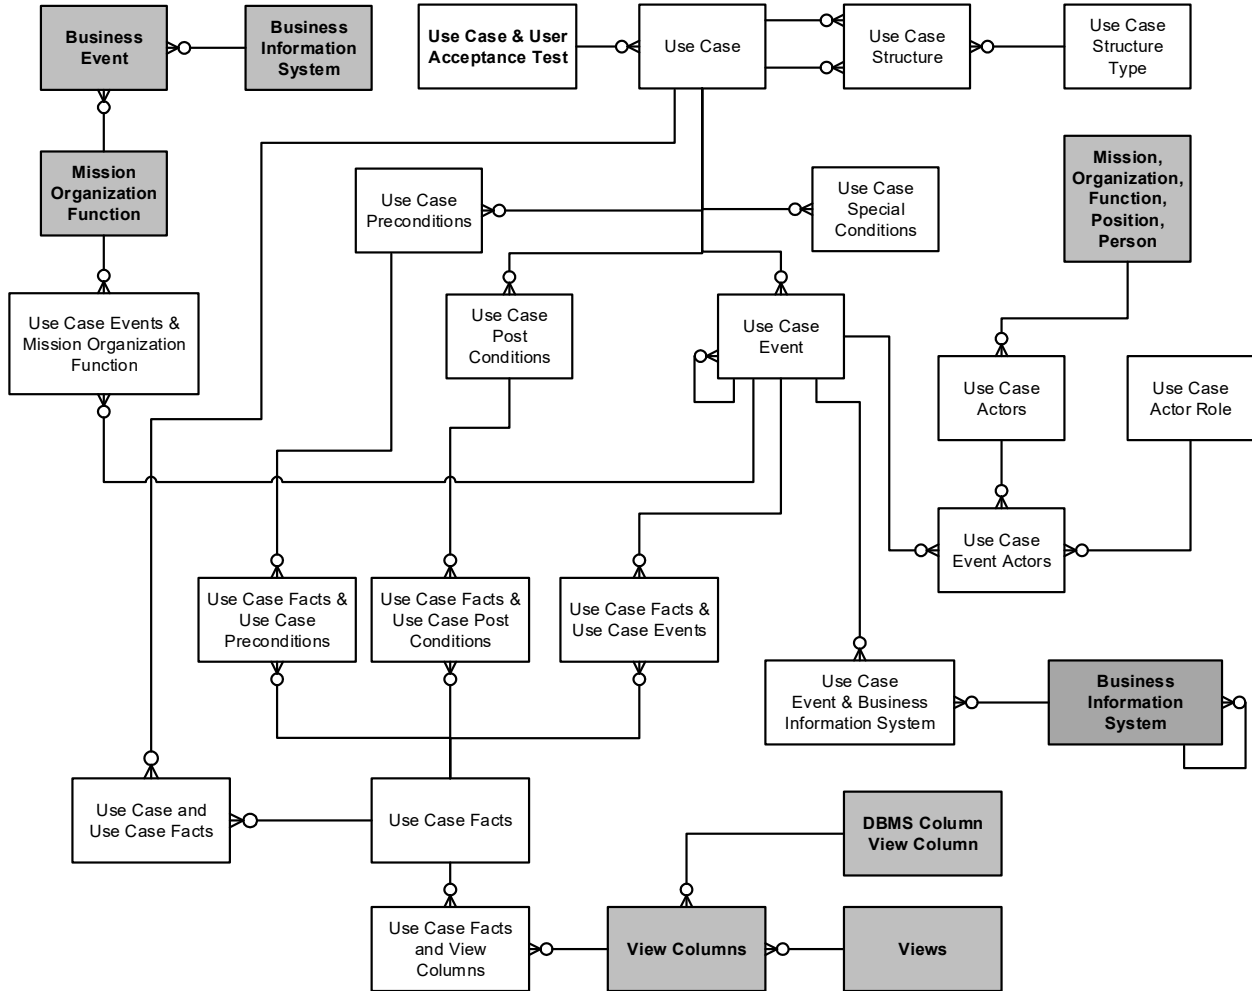 Business
Event
Business
Information
System
Use Case & User
Acceptance Test
Use Case
Use Case
Structure
Use Case
Structure
Type
Mission
Organization
Function
Use Case
Preconditions
Use Case
Special
Conditions
Mission,
Organization,
Function,
Position,
Person
Use Case Events &
Mission Organization
Function
Use Case
Post
Conditions
Use Case
Event
Use Case
Actors
Use Case
Actor Role
Use Case
Event Actors
Use Case Facts &
Use Case
Preconditions
Use Case Facts &
Use Case Post
Conditions
Use Case Facts &
Use Case Events
Use Case
Event & Business
Information System
Business
Information
System
Use Case and
Use Case Facts
Use Case Facts
DBMS Column
View Column
Use Case Facts
and View
Columns
View Columns
Views